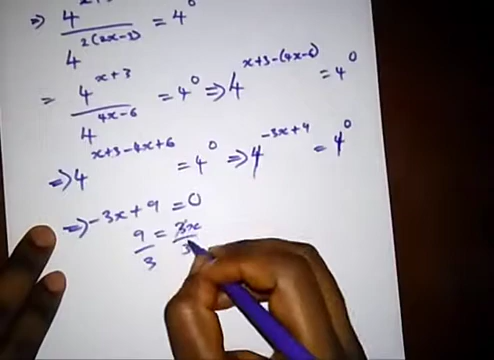 => 4^(x+3) / 4^(2(2x-3)) = 4^0
= 4^(x+3) / 4^(4x-6) = 4^0 => 4^(x+3-(4x-6)) = 4^0
=> 4^(x+3-4x+6) = 4^0 => 4^(-3x+9) = 4^0
=> -3x+9 = 0
9/3 = 3x/3